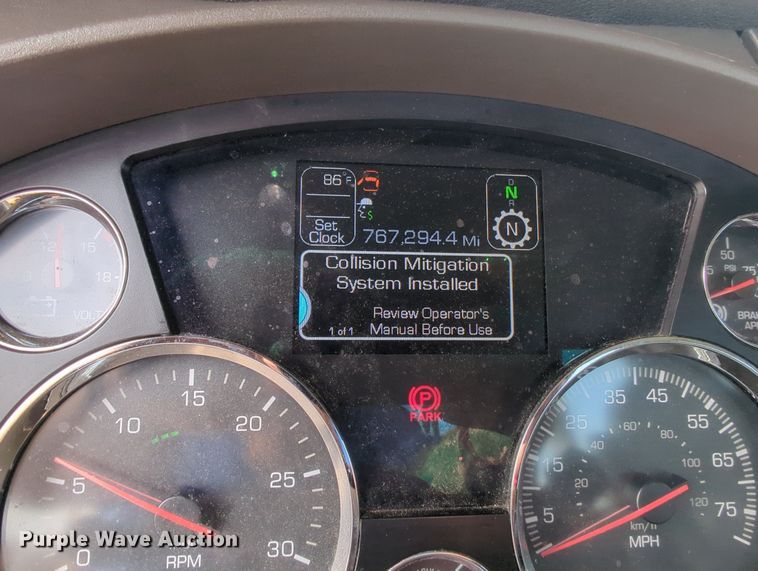 86°F
Set
Clock
767,294.4 Mi
D
N
R
N
Collision Mitigation
System Installed
Review Operator's
1 of 1 Manual Before Use
P
PARK
15
18
VOLT
50
PSI
75
BRAK
0
5
10
15
20
25
30
RPM
5
15
25
35
45
55
65
75
20
40
60
80
100
120
km/h
MPH
Purple Wave Auction